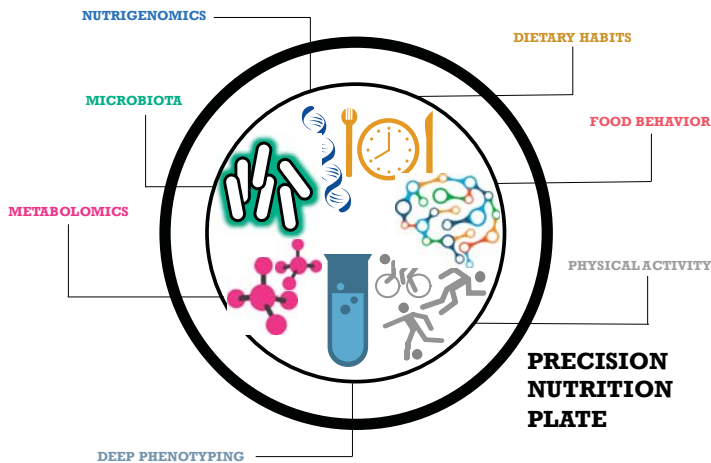 NUTRIGENOMICS
DIETARY HABITS
MICROBIOTA
FOOD BEHAVIOR
METABOLOMICS
PHYSICAL ACTIVITY
PRECISION
NUTRITION
PLATE
DEEP PHENOTYPING